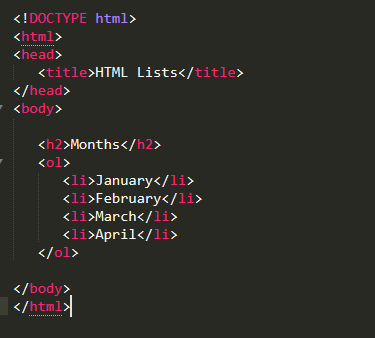 <!DOCTYPE html>
<html>
<head>
<title>HTML Lists</title>
</head>
<body>
<h2>Months</h2>
<ol>
<li>January</li>
<li>February</li>
<li>March</li>
<li>April</li>
</ol>
</body>
</html>